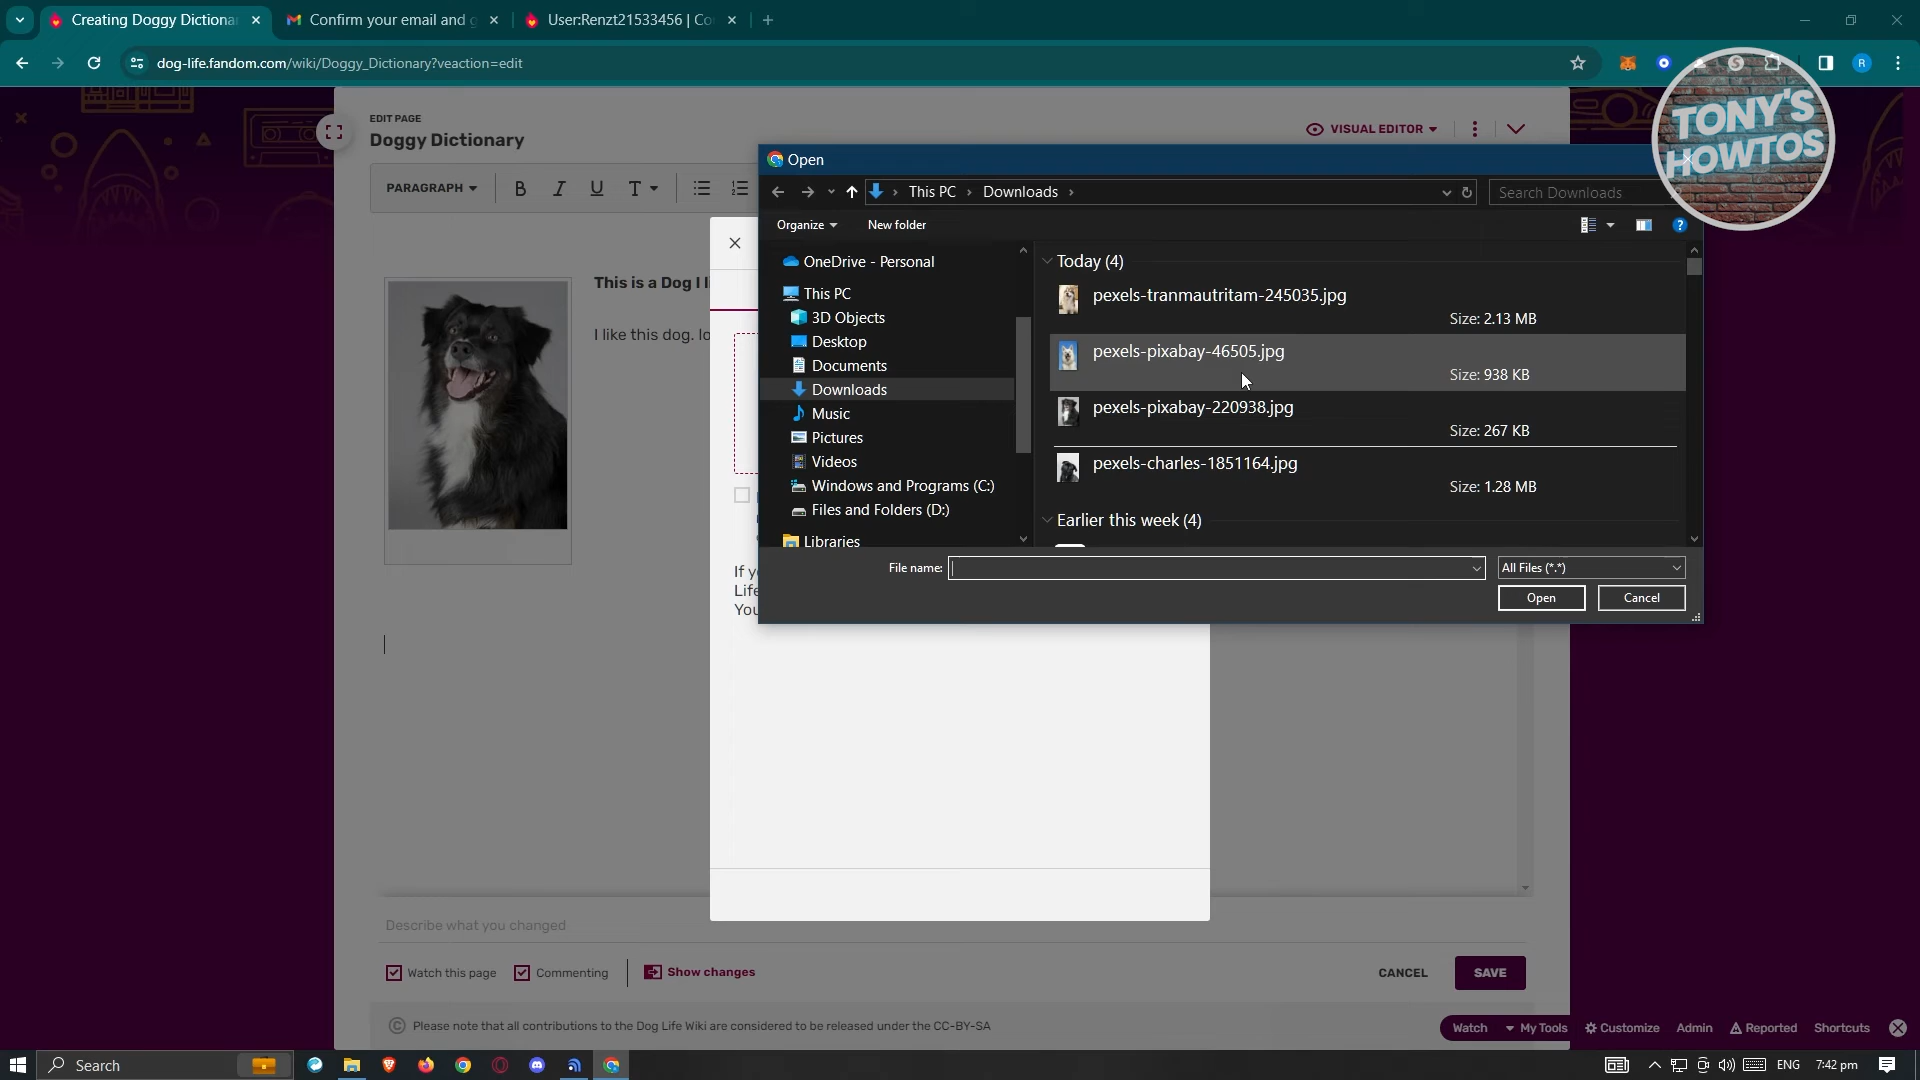 Creating Doggy Dictiona
Confirm your email and g
User:Renzt21533456 | Co
dog-life.fandom.com/wiki/Doggy_Dictionary?veaction=edit
R
TONY'S
HOWTOS
EDIT PAGE
Doggy Dictionary
VISUAL EDITOR
PARAGRAPH
B
I
U
T
Open
This PC
Downloads
Search Downloads
Organize
New folder
OneDrive - Personal
This PC
3D Objects
Desktop
Documents
Downloads
Music
Pictures
Videos
Windows and Programs (C:)
Files and Folders (D:)
Libraries
Today (4)
pexels-tranmautritam-245035.jpg
Size: 2.13 MB
pexels-pixabay-46505.jpg
Size: 938 KB
pexels-pixabay-220938.jpg
Size: 267 KB
pexels-charles-1851164.jpg
Size: 1.28 MB
Earlier this week (4)
File name:
All Files (*.*)
Open
Cancel
This is a Dog I li
I like this dog. lo
If yo
Life
You
Describe what you changed
Watch this page
Commenting
Show changes
CANCEL
SAVE
Please note that all contributions to the Dog Life Wiki are considered to be released under the CC-BY-SA
Watch
My Tools
Customize
Admin
Reported
Shortcuts
Search
ENG
7:42 pm